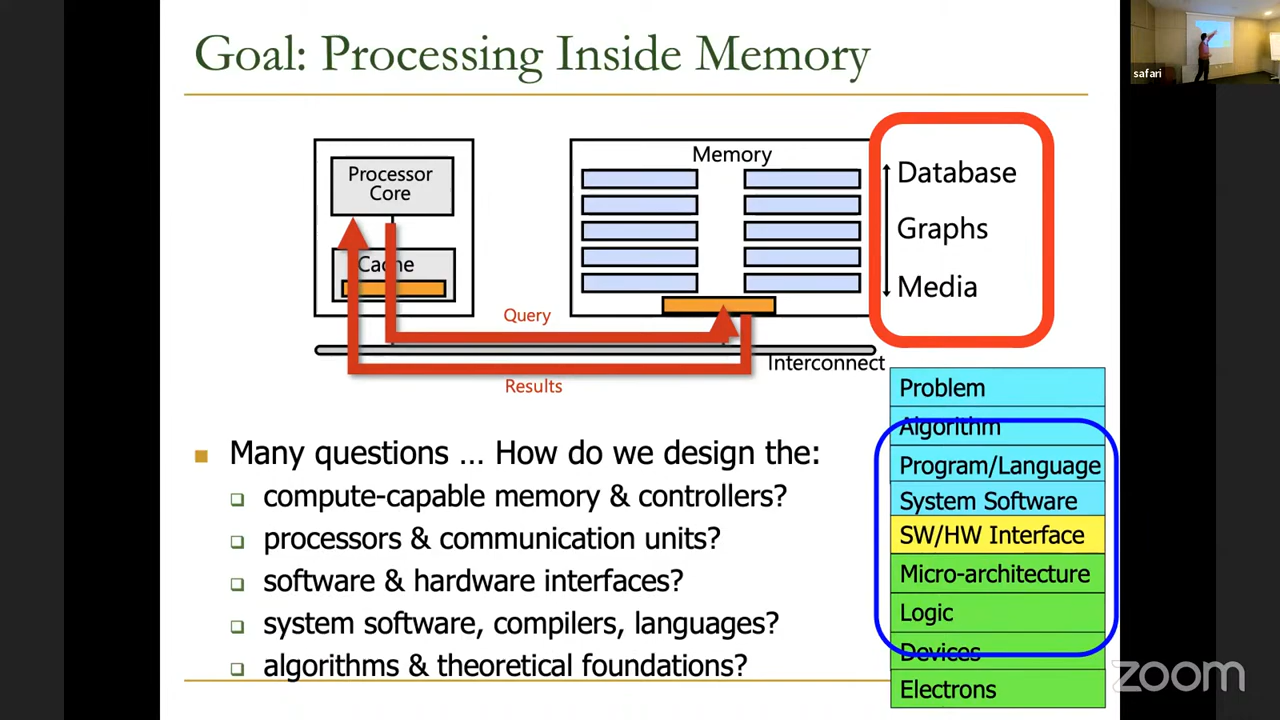 Goal: Processing Inside Memory
safari
Processor
Core
Cache
Memory
Database
Graphs
Media
Query
Interconnect
Results
Many questions … How do we design the:
compute-capable memory & controllers?
processors & communication units?
software & hardware interfaces?
system software, compilers, languages?
algorithms & theoretical foundations?
Problem
Algorithm
Program/Language
System Software
SW/HW Interface
Micro-architecture
Logic
Devices
Electrons
zoom